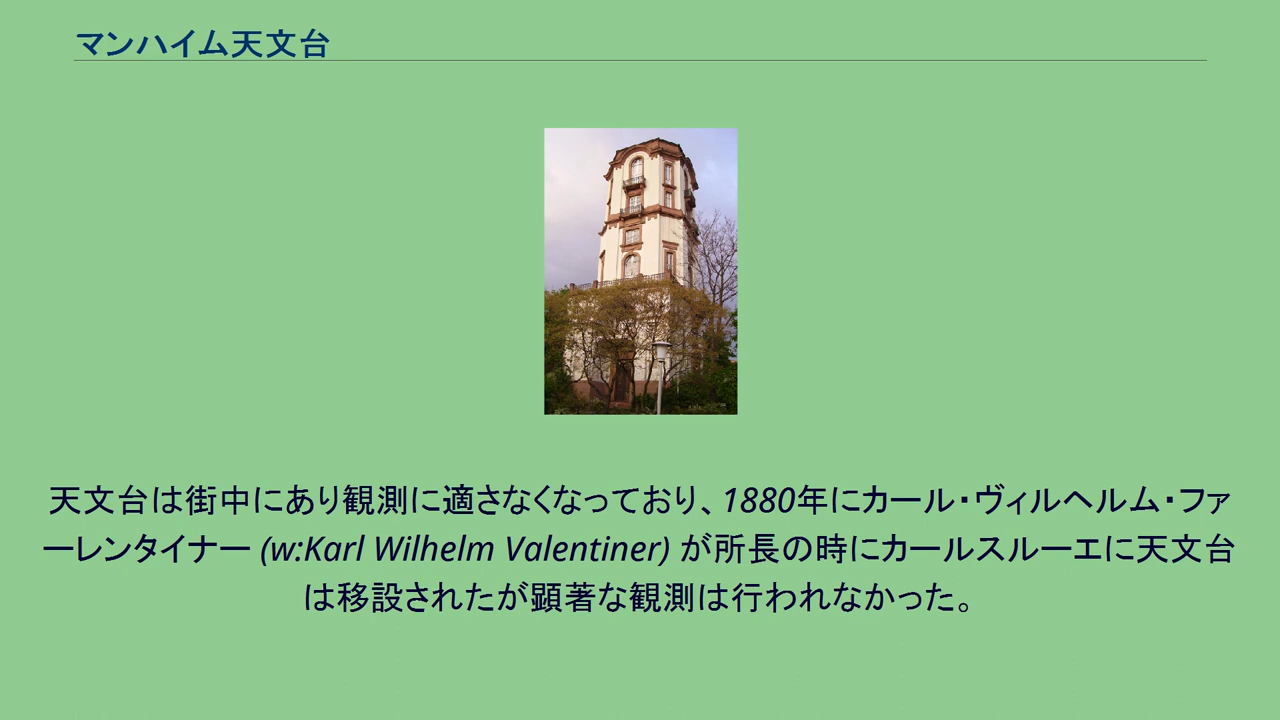 マンハイム天文台
天文台は街中にあり観測に適さなくなっており、1880年にカール・ヴィルヘルム・ファ
ーレンタイナー (w:Karl Wilhelm Valentiner) が所長の時にカールスルーエに天文台
は移設されたが顕著な観測は行われなかった。